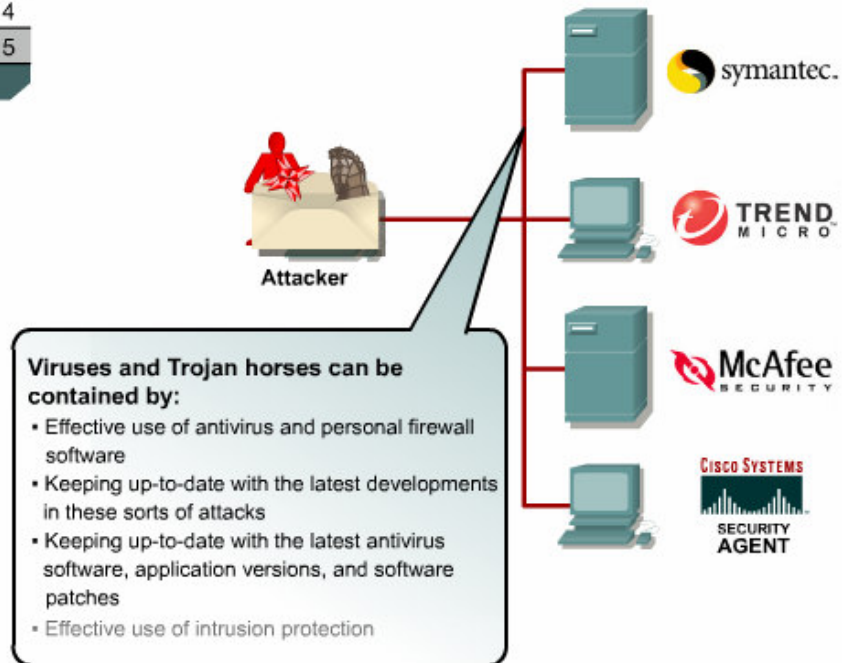 4
5
symantec.
TREND
MICRO
Attacker
McAfee
SECURITY
Viruses and Trojan horses can be
contained by:
▪ Effective use of antivirus and personal firewall
software
▪ Keeping up-to-date with the latest developments
in these sorts of attacks
▪ Keeping up-to-date with the latest antivirus
software, application versions, and software
patches
▪ Effective use of intrusion protection
CISCO SYSTEMS
SECURITY
AGENT